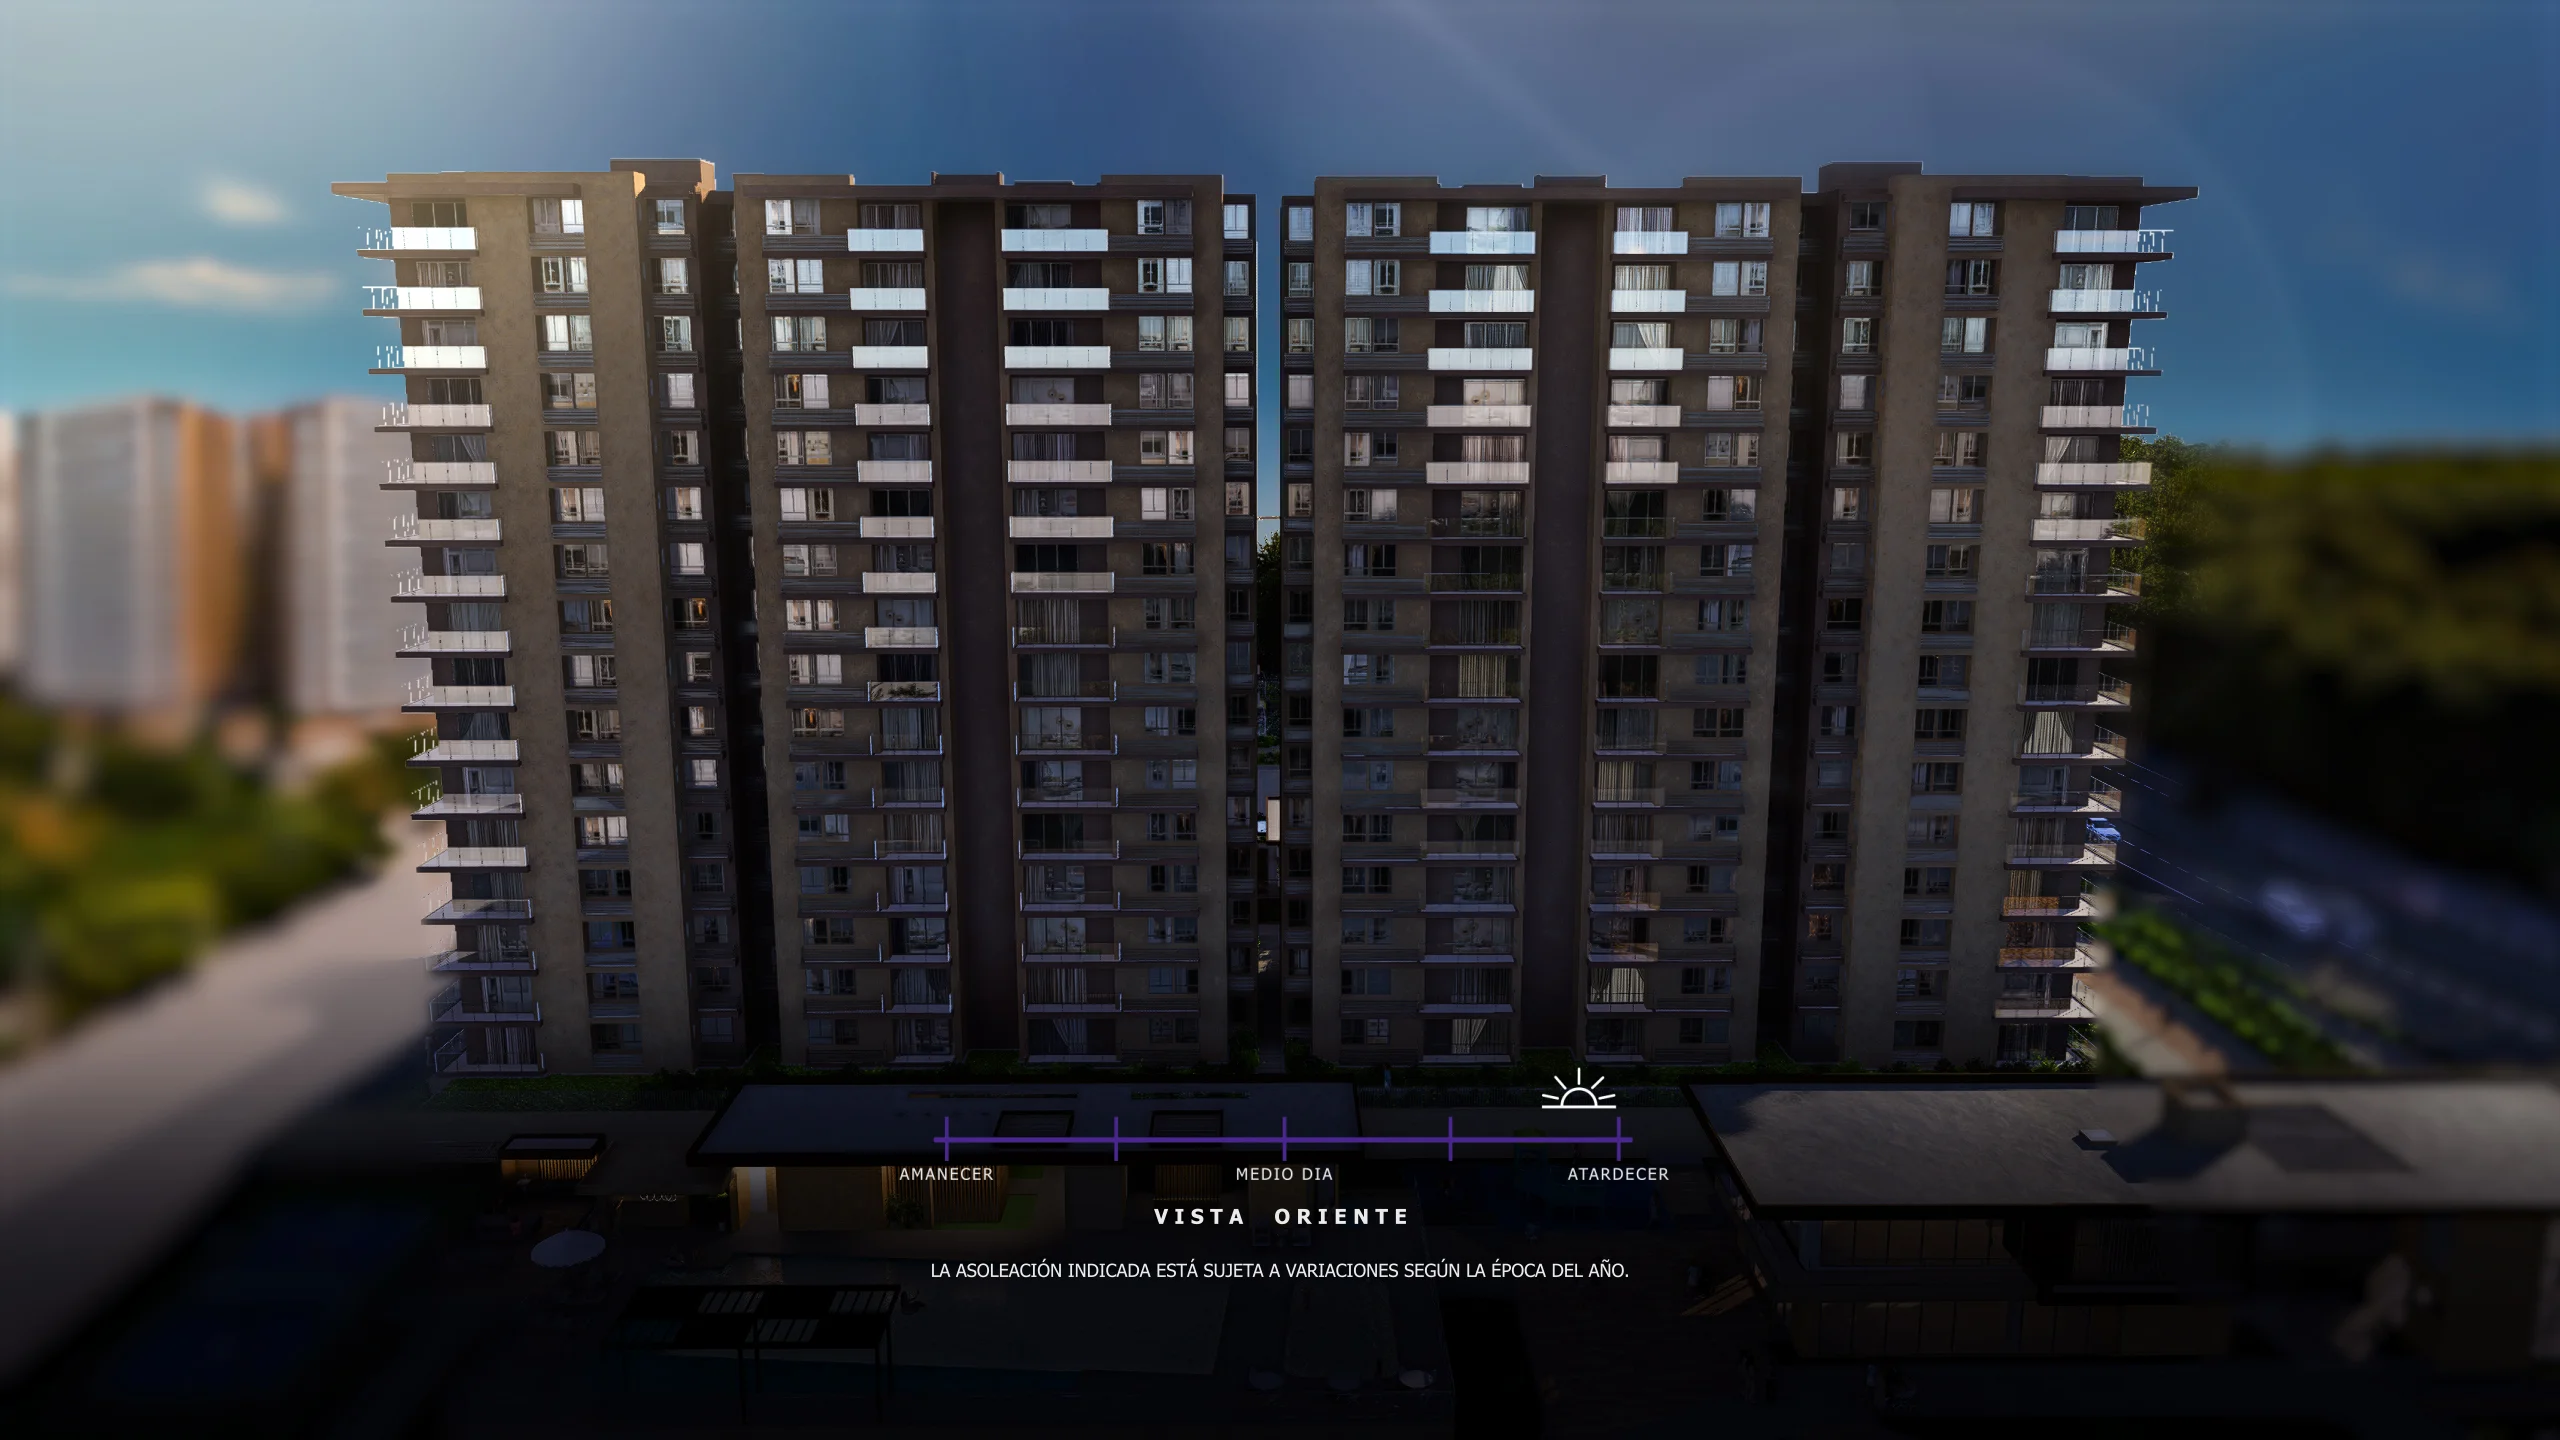 AMANECER MEDIO DIA ATARDECER
VISTA ORIENTE
LA ASOLEACIÓN INDICADA ESTÁ SUJETA A VARIACIONES SEGÚN LA ÉPOCA DEL AÑO.